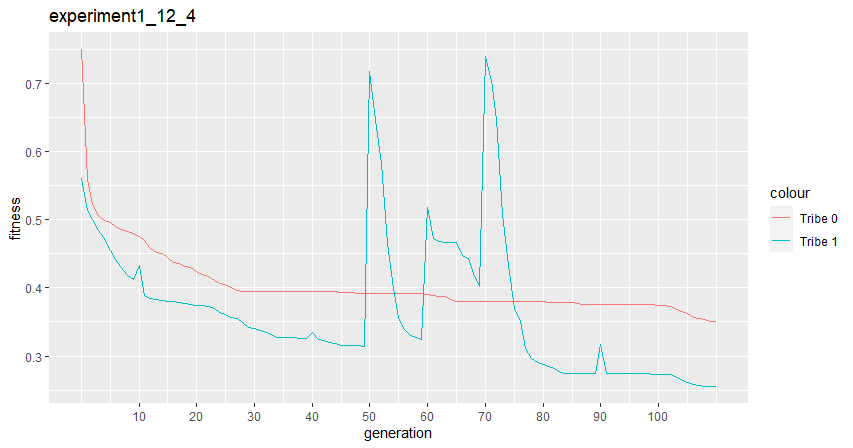 experiment1_12_4
0.7
0.6
0.5
0.4
0.3
fitness
10 20 30 40 50 60 70 80 90 100
generation
colour
Tribe 0
Tribe 1